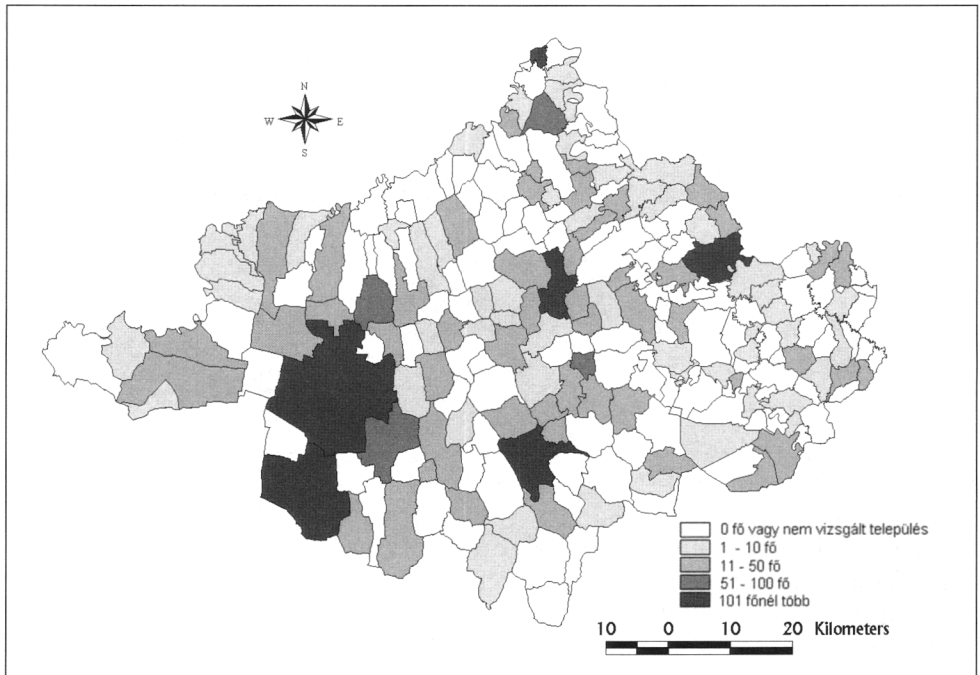 N
W E
S
0 fő vagy nem vizsgált település
1 - 10 fő
11 - 50 fő
51 - 100 fő
101 főnél több
10 0 10 20 Kilometers